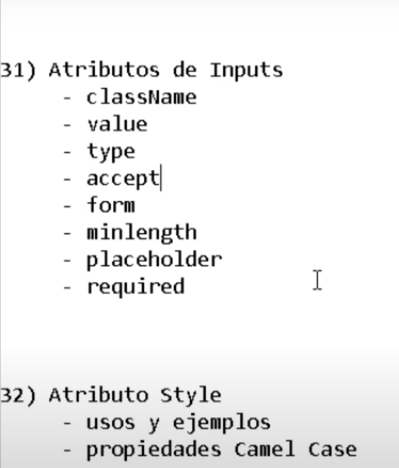 31) Atributos de Inputs
- className
- value
- type
- accept
- form
- minlength
- placeholder
- required
32) Atributo Style
- usos y ejemplos
- propiedades Camel Case